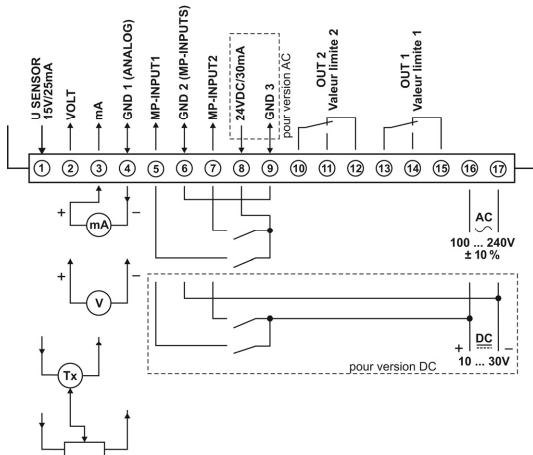 U SENSOR
15V/25mA
VOLT
mA
GND 1 (ANALOG)
MP-INPUT1
GND 2 (MP-INPUTS)
MP-INPUT2
24VDC/30mA
GND 3
pour version AC
OUT 2
Valeur limite 2
OUT 1
Valeur limite 1
1 2 3 4 5 6 7 8 9 10 11 12 13 14 15 16 17
+ mA −
AC
100 ... 240V
± 10 %
+ V −
+ DC −
10 ... 30V
pour version DC
Tx